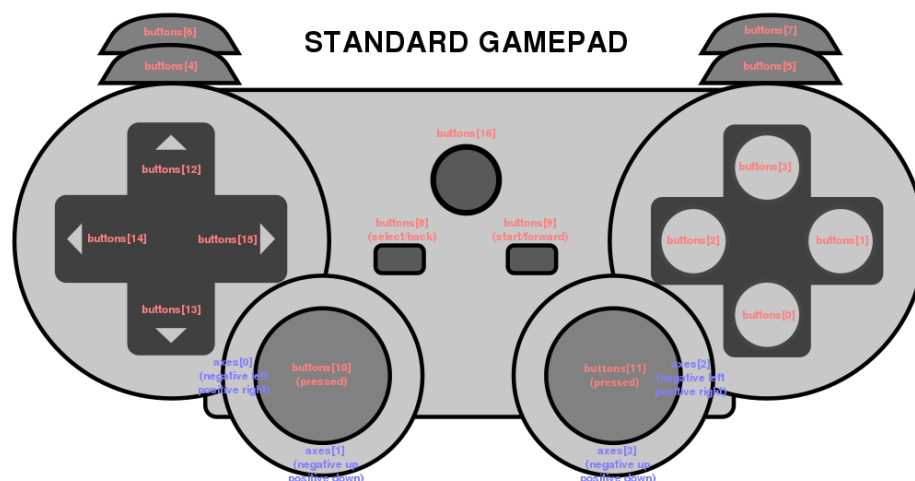 buttons[6]
buttons[4]
STANDARD GAMEPAD
buttons[7]
buttons[5]
buttons[16]
buttons[12]
buttons[14]
buttons[15]
buttons[13]
buttons[8]
(select/back)
buttons[9]
(start/forward)
buttons[3]
buttons[2]
buttons[1]
buttons[0]
axes[0]
(negative left
positive right)
buttons[10]
(pressed)
axes[1]
(negative up
positive down)
buttons[11]
(pressed)
axes[2]
(negative left
positive right)
axes[3]
(negative up
positive down)